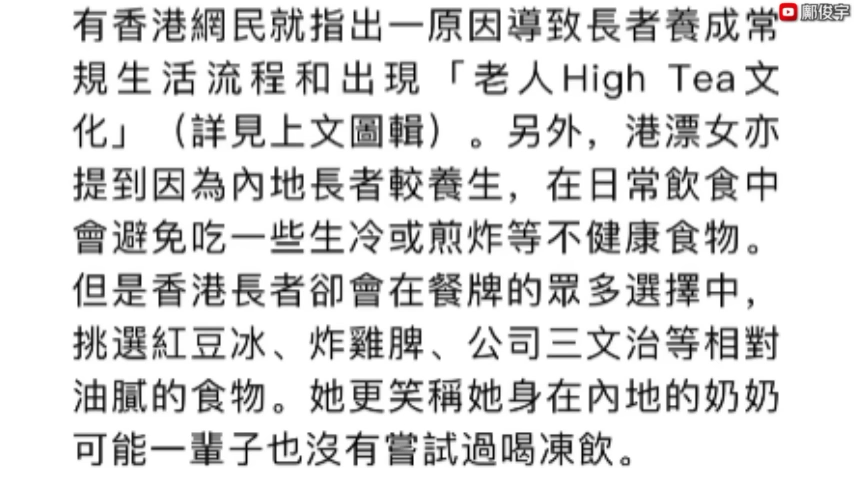 鄺俊宇
有香港網民就指出一原因導致長者養成常
規生活流程和出現「老人High Tea文
化」（詳見上文圖輯）。另外，港漂女亦
提到因為內地長者較養生，在日常飲食中
會避免吃一些生冷或煎炸等不健康食物。
但是香港長者卻會在餐牌的眾多選擇中，
挑選紅豆冰、炸雞脾、公司三文治等相對
油膩的食物。她更笑稱她身在內地的奶奶
可能一輩子也沒有嘗試過喝凍飲。